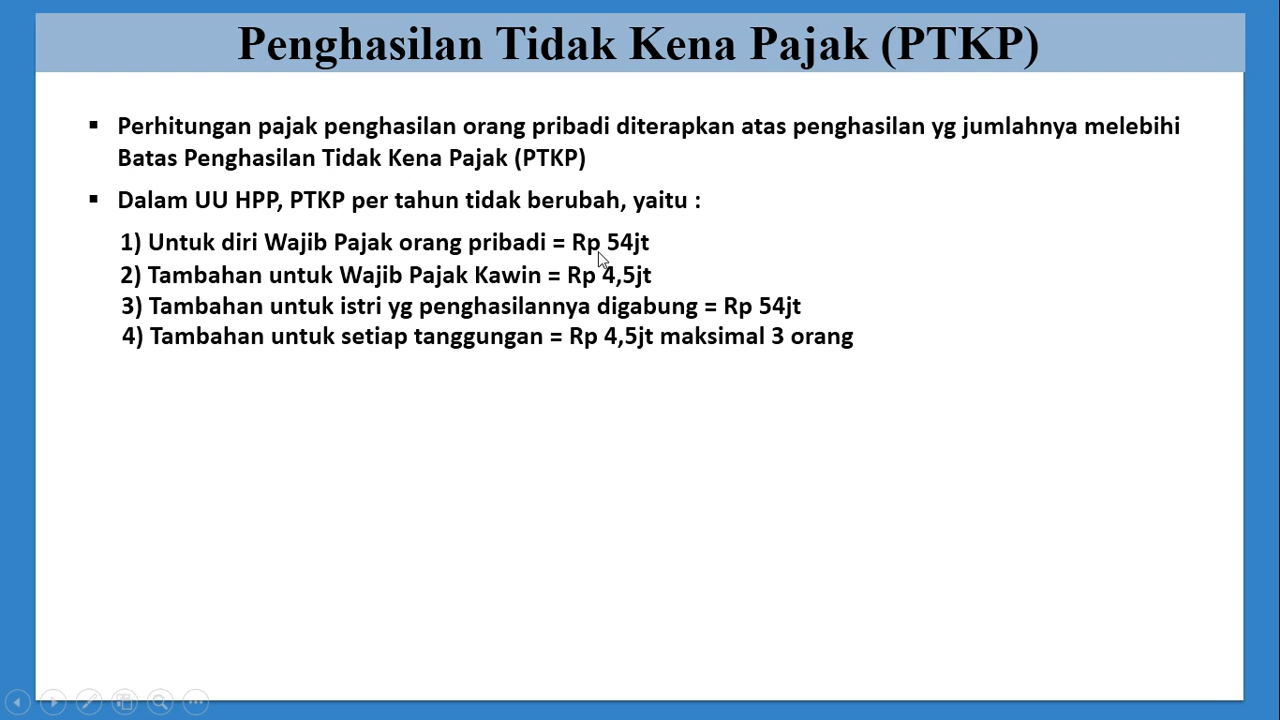 Penghasilan Tidak Kena Pajak (PTKP)
▪ Perhitungan pajak penghasilan orang pribadi diterapkan atas penghasilan yg jumlahnya melebihi
Batas Penghasilan Tidak Kena Pajak (PTKP)
▪ Dalam UU HPP, PTKP per tahun tidak berubah, yaitu :
1) Untuk diri Wajib Pajak orang pribadi = Rp 54jt
2) Tambahan untuk Wajib Pajak Kawin = Rp 4,5jt
3) Tambahan untuk istri yg penghasilannya digabung = Rp 54jt
4) Tambahan untuk setiap tanggungan = Rp 4,5jt maksimal 3 orang